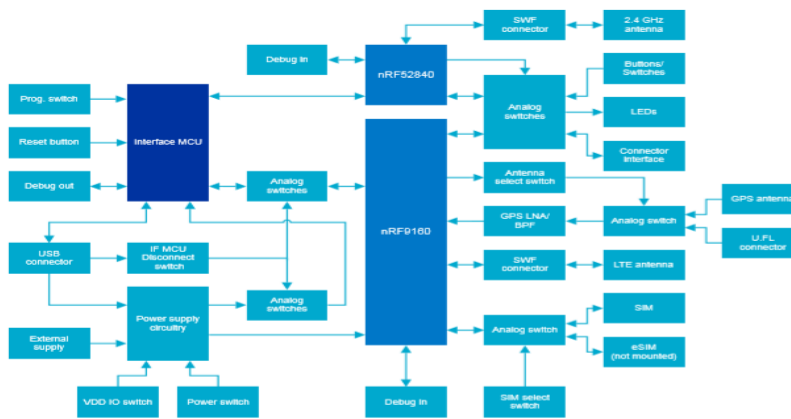 SWF
connector
2.4 GHz
antenna
Debug In
nRF52840
Buttons/
Switches
Prog. switch
Interface MCU
Analog
switches
LEDs
Reset button
Connector
Interface
Debug out
Analog
switches
nRF9160
Antenna
select switch
GPS antenna
GPS LNA/
BPF
Analog switch
USB
connector
IF MCU
Disconnect
switch
SWF
connector
LTE antenna
U.FL
connector
Analog
switches
Power supply
circuitry
SIM
External
supply
Analog switch
eSIM
(not mounted)
VDD IO switch
Power switch
Debug In
SIM select
switch